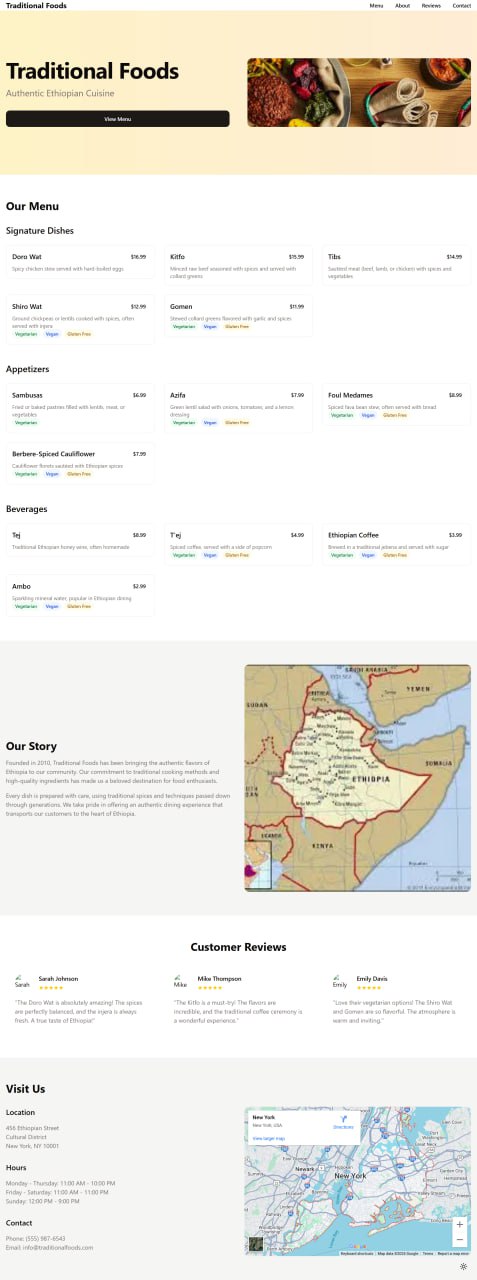 Traditional Foods
Menu About Reviews Contact
Traditional Foods
Authentic Ethiopian Cuisine
View Menu
Our Menu
Signature Dishes
Doro Wat $16.99
Spicy chicken stew served with hard-boiled eggs
Kitfo $15.99
Minced raw beef seasoned with spices and served with
collard greens
Tibs $14.99
Sautéed meat (beef, lamb, or chicken) with spices and
vegetables
Shiro Wat $12.99
Ground chickpeas or lentils cooked with spices, often
served with injera
Vegetarian Vegan Gluten Free
Gomen $11.99
Stewed collard greens flavored with garlic and spices
Vegetarian Vegan Gluten Free
Appetizers
Sambusas $6.99
Fried or baked pastries filled with lentils, meat, or
vegetables
Vegetarian
Azifa $7.99
Green lentil salad with onions, tomatoes, and a lemon
dressing
Vegetarian Vegan Gluten Free
Foul Medames $8.99
Spiced fava bean stew, often served with bread
Vegetarian Vegan Gluten Free
Berbere-Spiced Cauliflower $7.99
Cauliflower florets sautéed with Ethiopian spices
Vegetarian Vegan Gluten Free
Beverages
Tej $8.99
Traditional Ethiopian honey wine, often homemade
T'ej $4.99
Spiced coffee served with a side of popcorn
Vegetarian Vegan Gluten Free
Ethiopian Coffee $3.99
Brewed in a traditional jebena and served with sugar
Vegetarian Vegan Gluten Free
Ambo $2.99
Sparkling mineral water, popular in Ethiopian dining
Vegetarian Vegan Gluten Free
Our Story
Founded in 2010, Traditional Foods has been bringing the authentic flavors of
Ethiopia to our community. Our commitment to traditional cooking methods and
high-quality ingredients has made us a beloved destination for food enthusiasts.
Every dish is prepared with care, using traditional spices and techniques passed down
through generations. We take pride in offering an authentic dining experience that
transports our customers to the heart of Ethiopia.
SAUDI ARABIA
YEMEN
SUDAN
ERITREA
DJIBOUTI
SOMALIA
ETHIOPIA
UGANDA
KENYA
Customer Reviews
Sarah
Sarah Johnson
★★★★★
"The Doro Wat is absolutely amazing! The spices
are perfectly balanced, and the injera is always
fresh. A true taste of Ethiopia!"
Mike
Mike Thompson
★★★★★
"The Kitfo is a must-try! The flavors are
incredible, and the traditional coffee ceremony is
a wonderful experience."
Emily
Emily Davis
★★★★★
"Love their vegetarian options! The Shiro Wat
and Gomen are so flavorful. The atmosphere is
warm and inviting."
Visit Us
Location
456 Ethiopian Street
Cultural District
New York, NY 10001
Hours
Monday - Thursday: 11:00 AM - 10:00 PM
Friday - Saturday: 11:00 AM - 11:00 PM
Sunday: 12:00 PM - 9:00 PM
Contact
Phone: (555) 987-6543
Email: info@traditionalfoods.com
New York
New York, USA
Directions
View larger map
Yonkers
Paterson
Newark
New York
Keyboard shortcuts Map data ©2025 Google Terms Report a map error